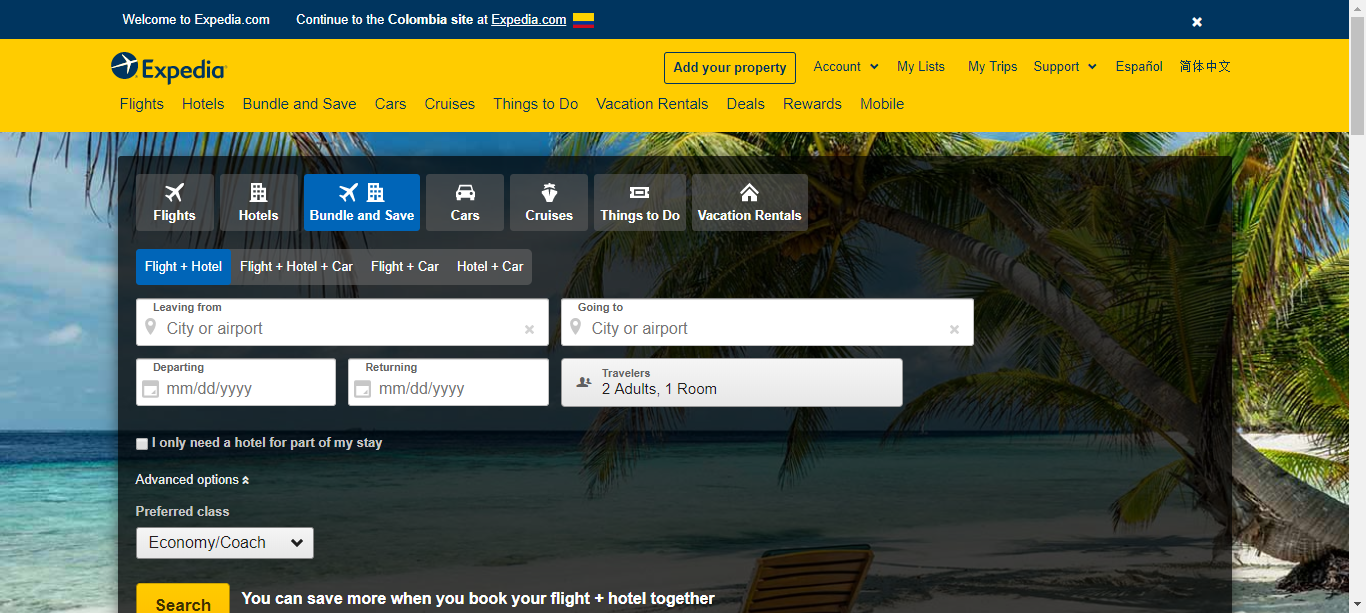 Welcome to Expedia.com Continue to the Colombia site at Expedia.com
Expedia
Add your property Account My Lists My Trips Support Español 简体中文
Flights Hotels Bundle and Save Cars Cruises Things to Do Vacation Rentals Deals Rewards Mobile
Flights Hotels Bundle and Save Cars Cruises Things to Do Vacation Rentals
Flight + Hotel Flight + Hotel + Car Flight + Car Hotel + Car
Leaving from Going to
City or airport City or airport
Departing Returning Travelers
mm/dd/yyyy mm/dd/yyyy 2 Adults, 1 Room
I only need a hotel for part of my stay
Advanced options
Preferred class
Economy/Coach
Search You can save more when you book your flight + hotel together